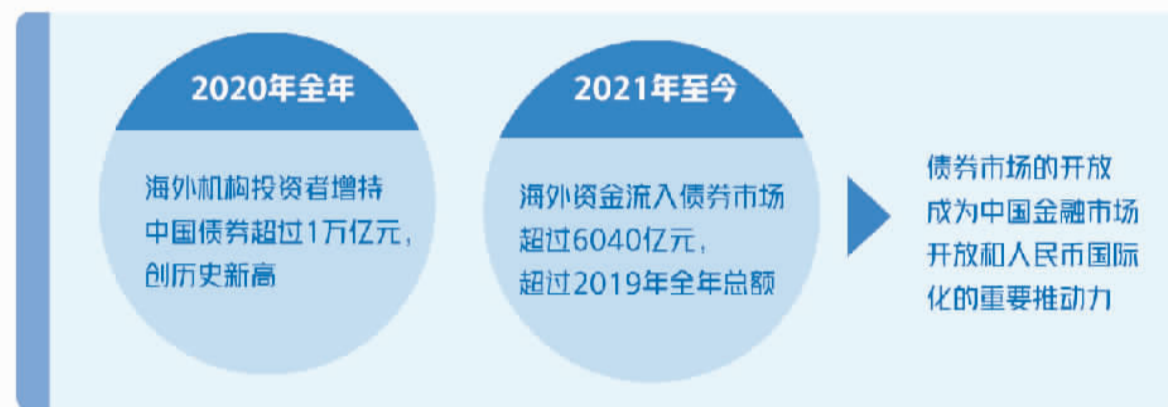 2020年全年
海外机构投资者增持
中国债券超过1万亿元，
创历史新高
2021年至今
海外资金流入债券市场
超过6040亿元，
超过2019年全年总额
债券市场的开放
成为中国金融市场
开放和人民币国际
化的重要推动力